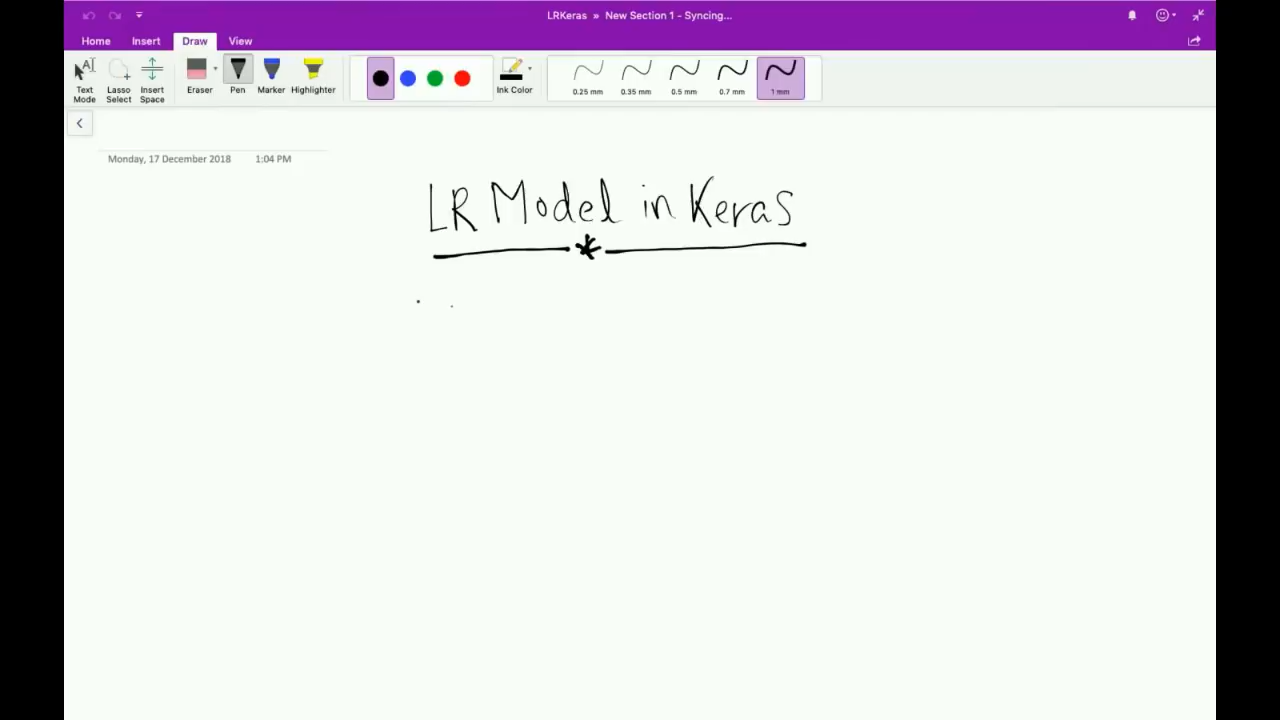 LRKeras » New Section 1 - Syncing...
Home Insert Draw View
Text Mode
Lasso Select
Insert Space
Eraser
Pen
Marker
Highlighter
Ink Color
0.25 mm
0.35 mm
0.5 mm
0.7 mm
1 mm
Monday, 17 December 2018 1:04 PM
LR Model in Keras